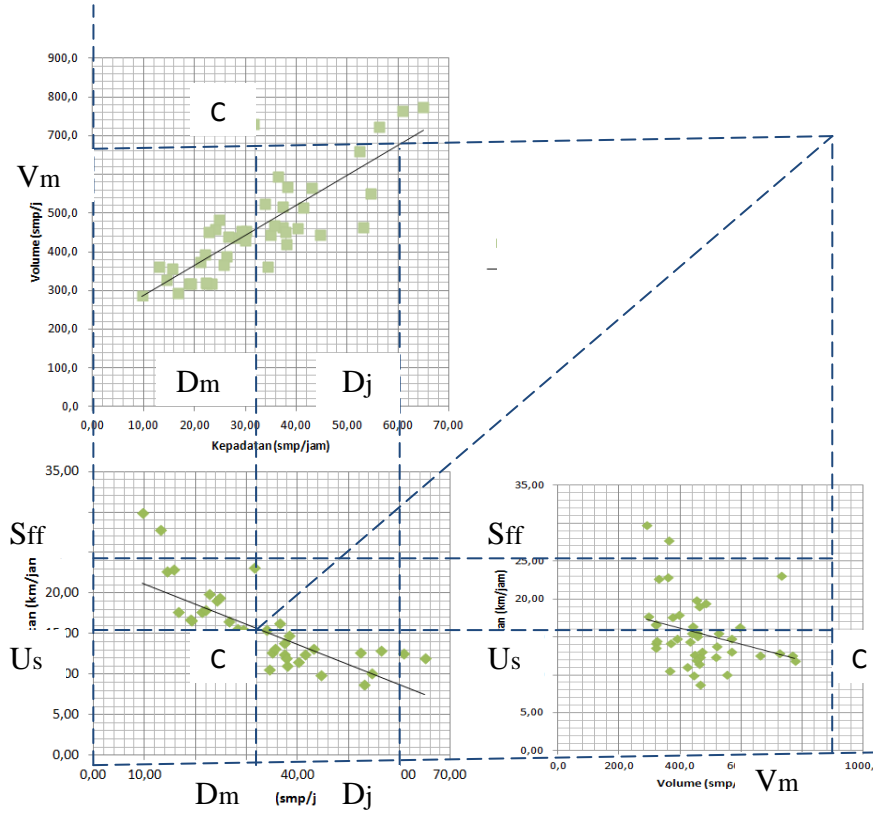 900,0
800,0
C
700,0
Vm
500,0
400,0
300,0
200,0
100,0
0,0
Volume (smp/j
Dm
Dj
0,00 10,00 20,00 30,00 40,00 50,00 60,00 70,00
Kepadatan (smp/jam)
35,00
Sff
20,00
Us
C
5,00
0,00
an (km/jan
0,00 10,00 40,00 00 70,00
Dm
(smp/j
Dj
35,00
Sff
25,00
20,00
15,00
Us
C
5,00
0,00
an (km/jam)
0,0 200,0 400,0 1000,
Volume (smp/
Vm